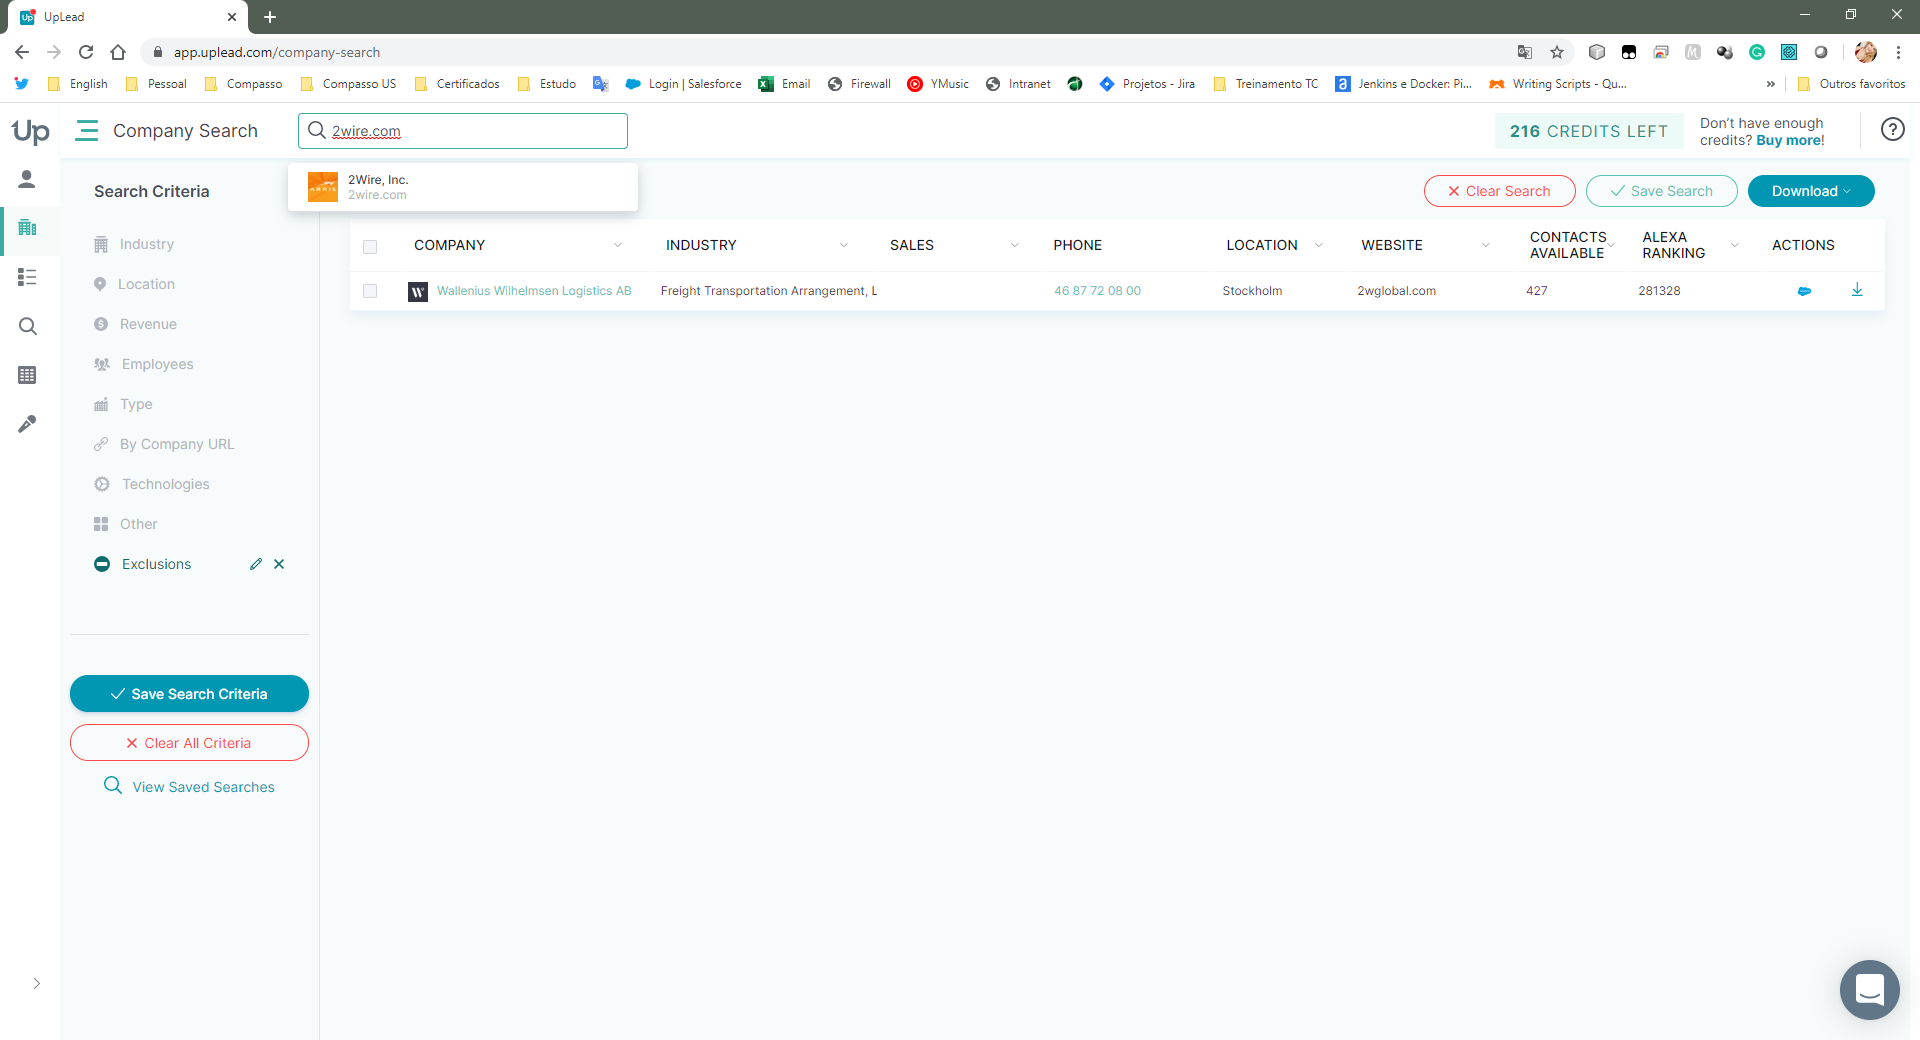 UpLead
app.uplead.com/company-search
English Pessoal Compasso Compasso US Certificados Estudo Login | Salesforce Email Firewall YMusic Intranet Projetos - Jira Treinamento TC Jenkins e Docker: Pi... Writing Scripts - Qu... » Outros favoritos
Up Company Search 2wire.com 216 CREDITS LEFT Don't have enough
credits? Buy more!
2Wire, Inc.
2wire.com
Search Criteria
Clear Search Save Search Download
Industry
Location
Revenue
Employees
Type
By Company URL
Technologies
Other
Exclusions
Save Search Criteria
Clear All Criteria
View Saved Searches
COMPANY INDUSTRY SALES PHONE LOCATION WEBSITE CONTACTS AVAILABLE ALEXA RANKING ACTIONS
Wallenius Wilhelmsen Logistics AB Freight Transportation Arrangement, L 46 87 72 08 00 Stockholm 2wglobal.com 427 281328